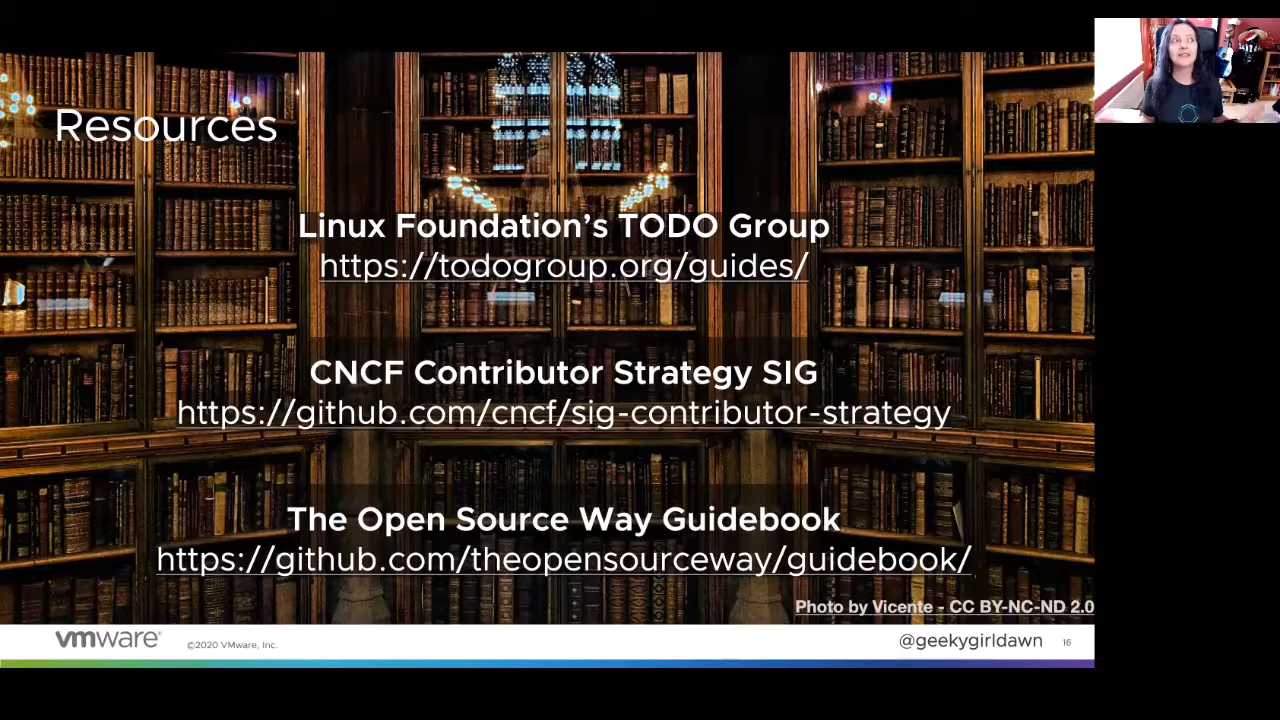 Resources
Linux Foundation’s TODO Group
https://todogroup.org/guides/
CNCF Contributor Strategy SIG
https://github.com/cncf/sig-contributor-strategy
The Open Source Way Guidebook
https://github.com/theopensourceway/guidebook/
Photo by Vicente - CC BY-NC-ND 2.0
vmware®
©2020 VMware, Inc.
@geekygirldawn
16